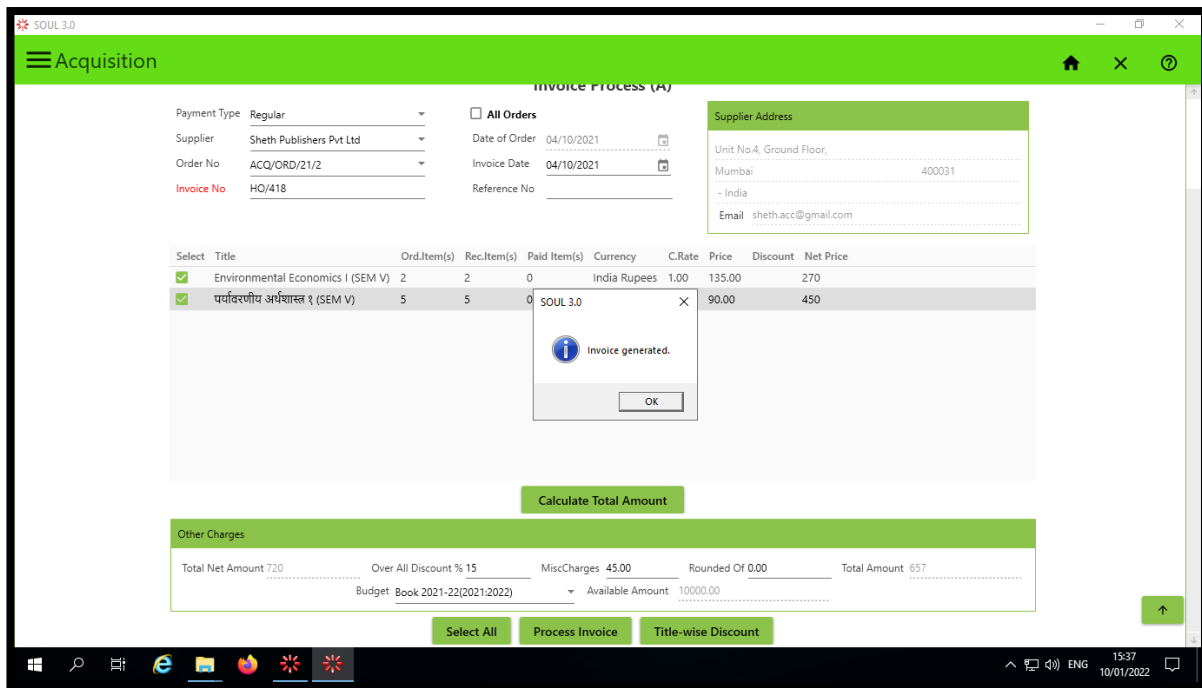 SOUL 3.0
Acquisition
Invoice Process (A)
Payment Type Regular All Orders Supplier Address
Supplier Sheth Publishers Pvt Ltd Date of Order 04/10/2021
Unit No.4, Ground Floor,
Order No ACQ/ORD/21/2 Invoice Date 04/10/2021
Mumbai 400031
Invoice No HO/418 Reference No
- India
Email sheth.acc@gmail.com
Select Title Ord.Item(s) Rec.Item(s) Paid Item(s) Currency C.Rate Price Discount Net Price
Environmental Economics I (SEM V) 2 2 0 India Rupees 1.00 135.00 270
पर्यावरणीय अर्थशास्त्र १ (SEM V) 5 5 0 90.00 450
SOUL 3.0
Invoice generated.
OK
Calculate Total Amount
Other Charges
Total Net Amount 720 Over All Discount % 15 MiscCharges 45.00 Rounded Of 0.00 Total Amount 657
Budget Book 2021-22(2021:2022) Available Amount 10000.00
Select All Process Invoice Title-wise Discount
ENG 15:37
10/01/2022